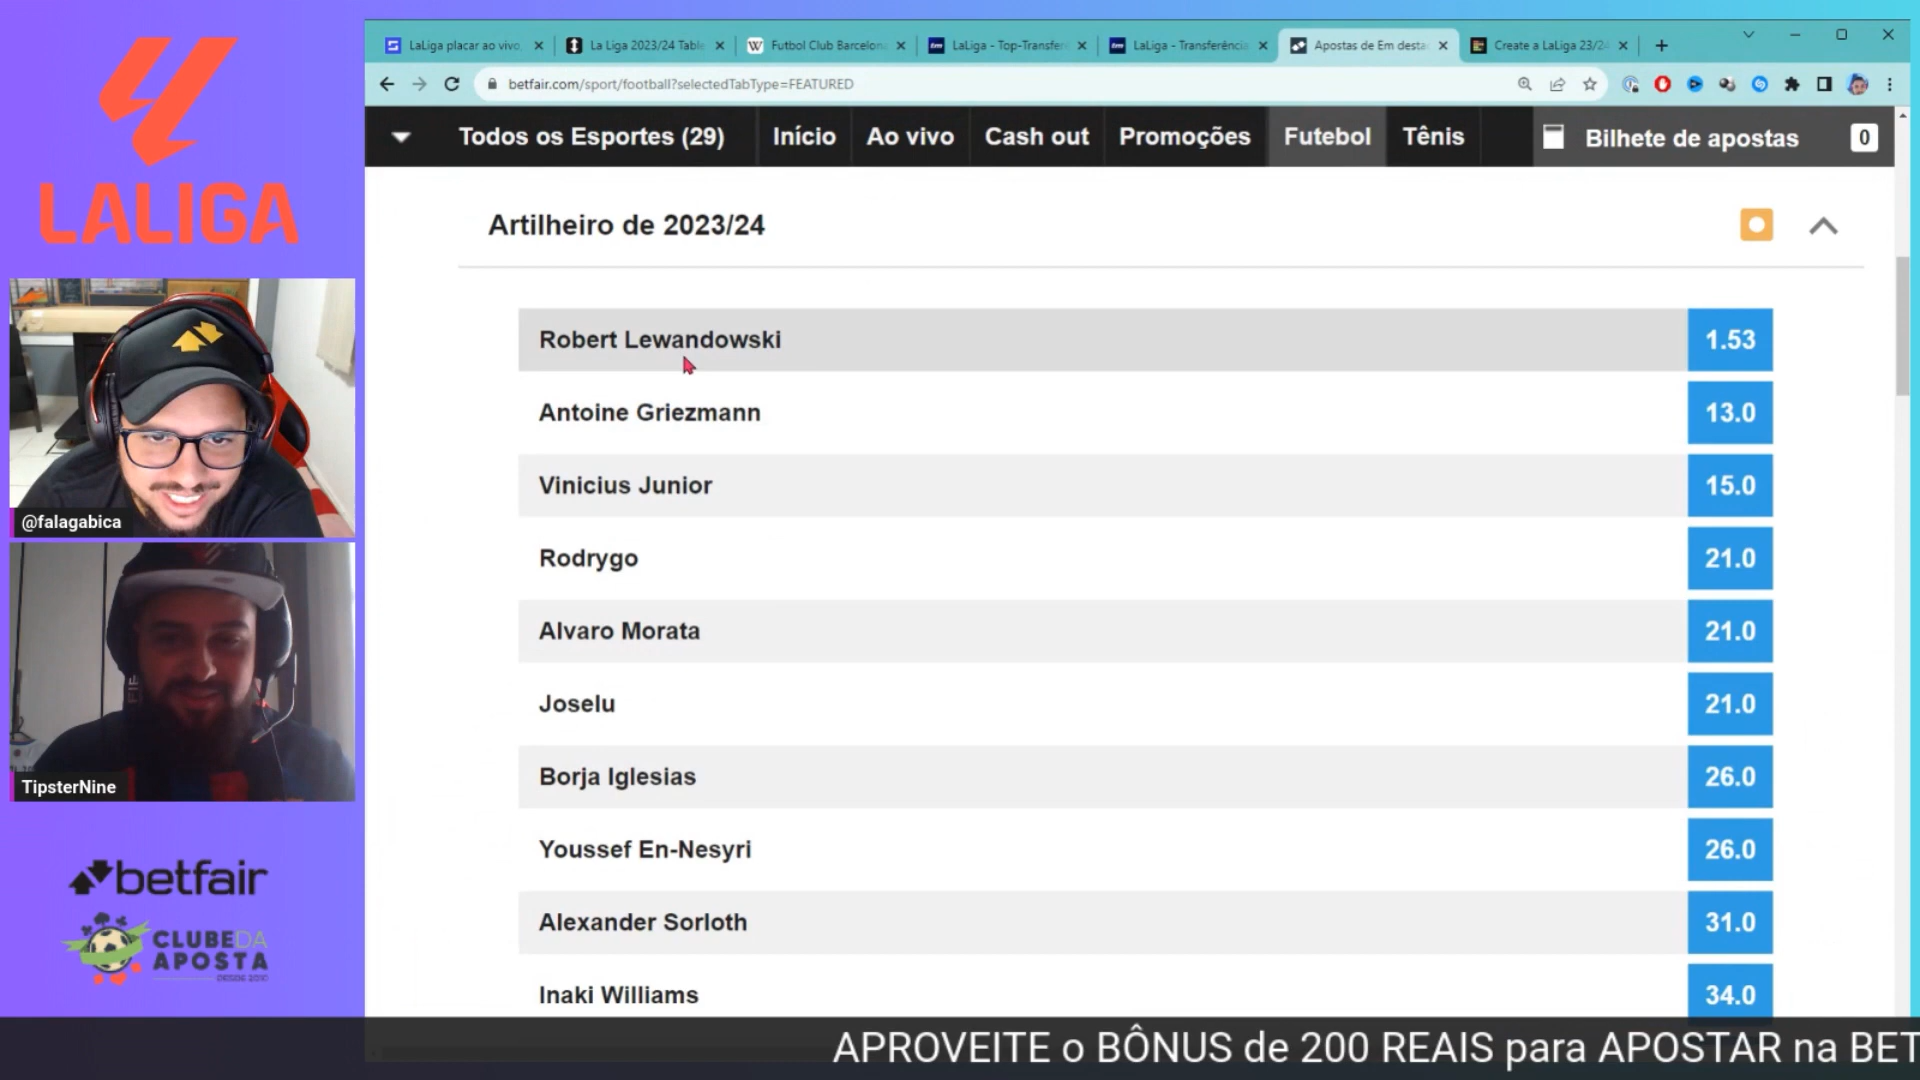 LALIGA
@falagabica
TipsterNine
betfair
CLUBEDA
APOSTA
DESDE 2010
LaLiga placar ao vivo,
La Liga 2023/24 Table
Futbol Club Barcelon
LaLiga - Top-Transfer
LaLiga - Transferência
Apostas de Em desta
Create a LaLiga 23/24
betfair.com/sport/football?selectedTabType=FEATURED
Todos os Esportes (29)
Início
Ao vivo
Cash out
Promoções
Futebol
Tênis
Bilhete de apostas
0
Artilheiro de 2023/24
Robert Lewandowski 1.53
Antoine Griezmann 13.0
Vinicius Junior 15.0
Rodrygo 21.0
Alvaro Morata 21.0
Joselu 21.0
Borja Iglesias 26.0
Youssef En-Nesyri 26.0
Alexander Sorloth 31.0
Inaki Williams 34.0
APROVEITE o BÔNUS de 200 REAIS para APOSTAR na BET